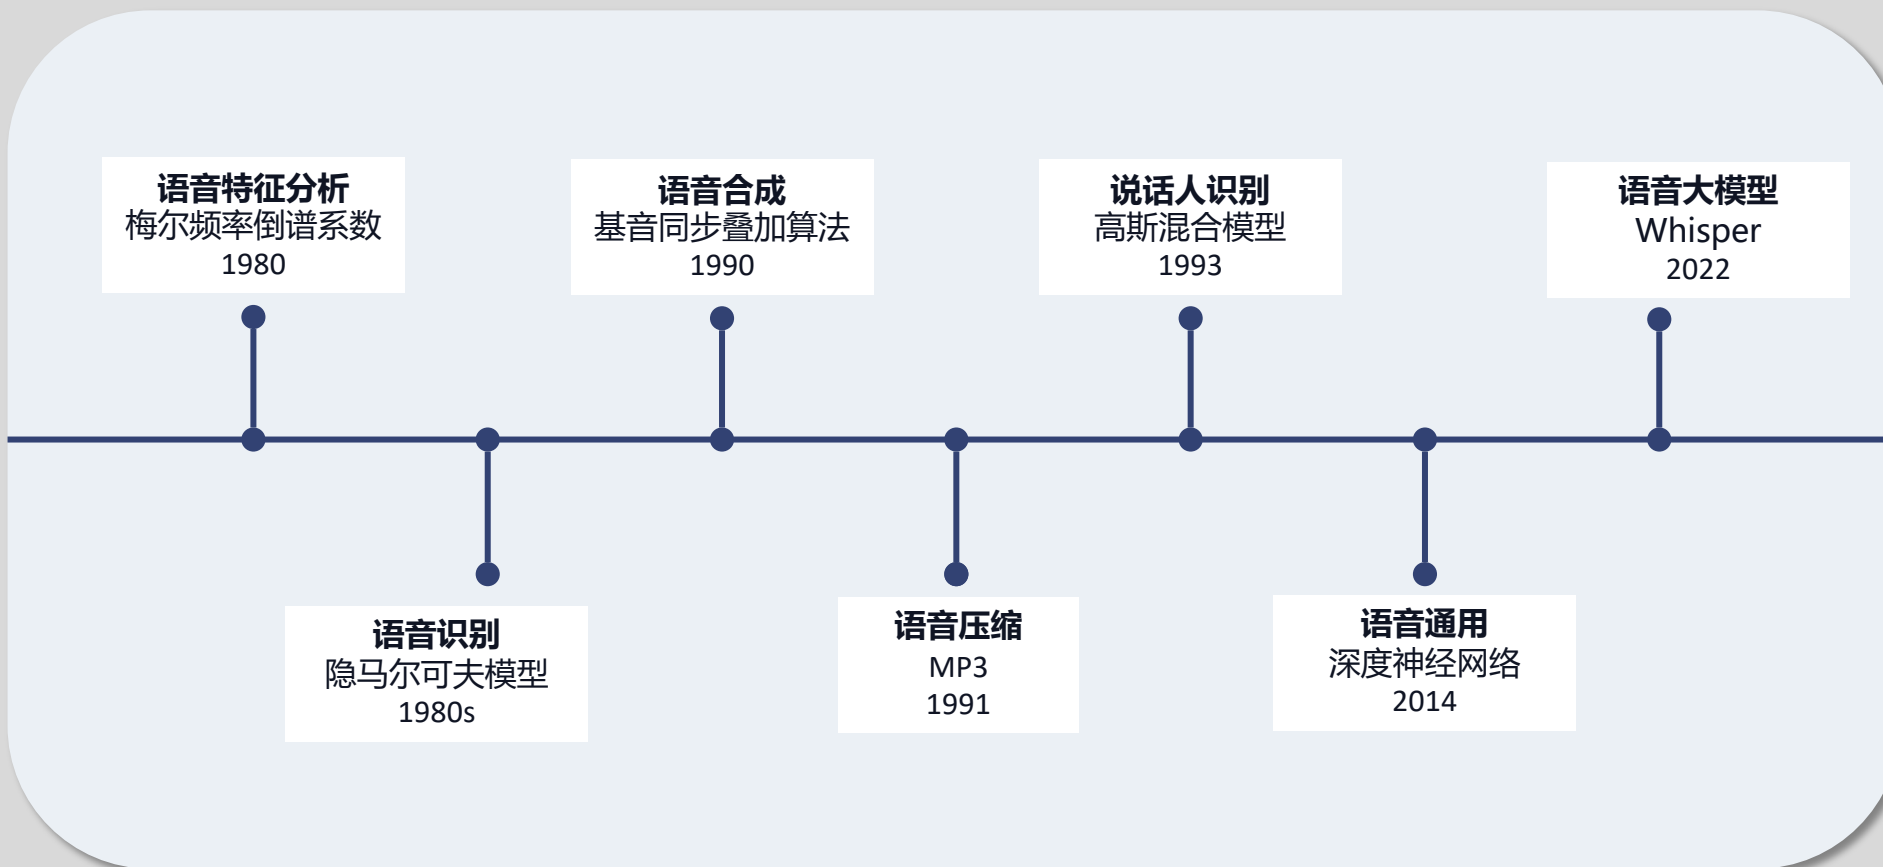 语音特征分析
梅尔频率倒谱系数
1980
语音合成
基音同步叠加算法
1990
说话人识别
高斯混合模型
1993
语音大模型
Whisper
2022
语音识别
隐马尔可夫模型
1980s
语音压缩
MP3
1991
语音通用
深度神经网络
2014